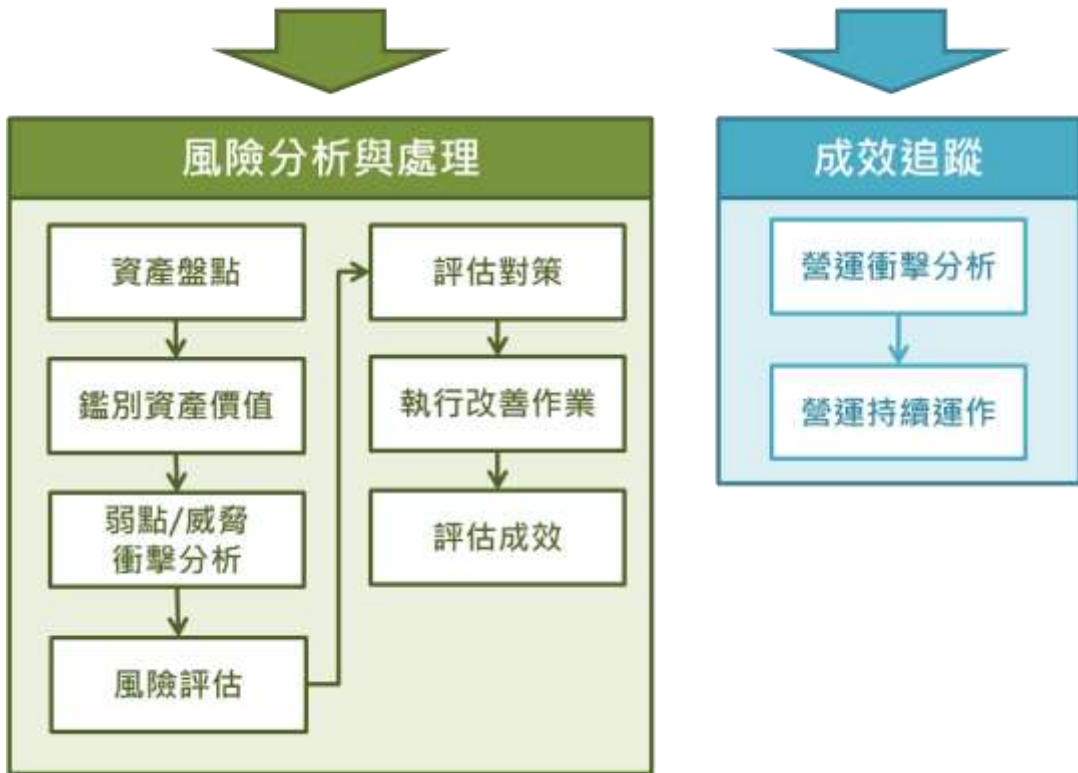 風險分析與處理
資產盤點
鑑別資產價值
弱點/威脅
衝擊分析
風險評估
評估對策
執行改善作業
評估成效
成效追蹤
營運衝擊分析
營運持續運作